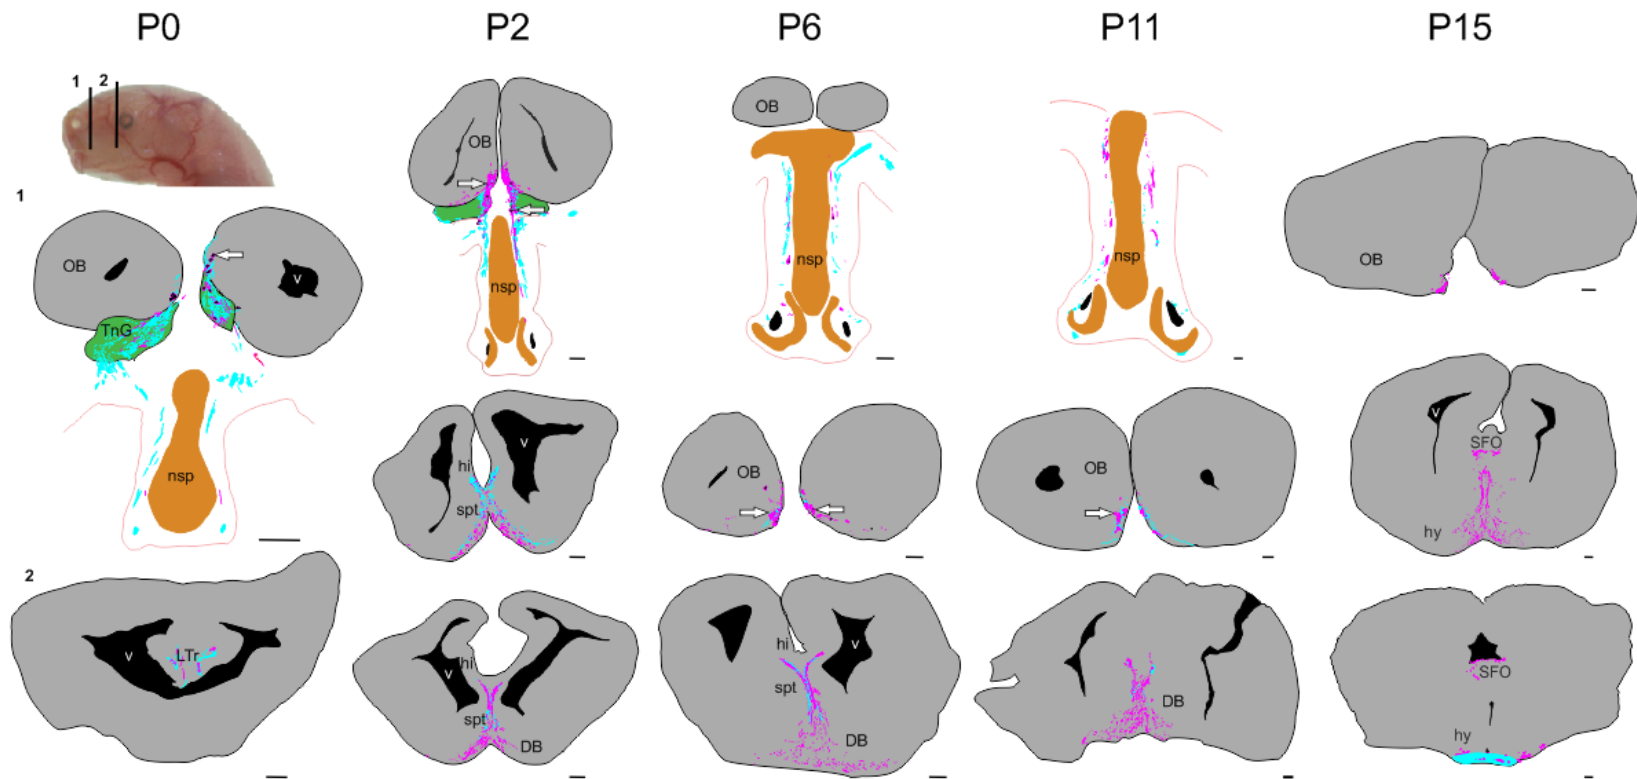 P0
P2
P6
P11
P15
1 2
1
OB
v
TnG
nsp
2
v
LTr
OB
nsp
hi
v
spt
hi
v
spt
DB
OB
nsp
OB
hi
v
spt
DB
nsp
OB
DB
OB
v
SFO
hy
SFO
hy